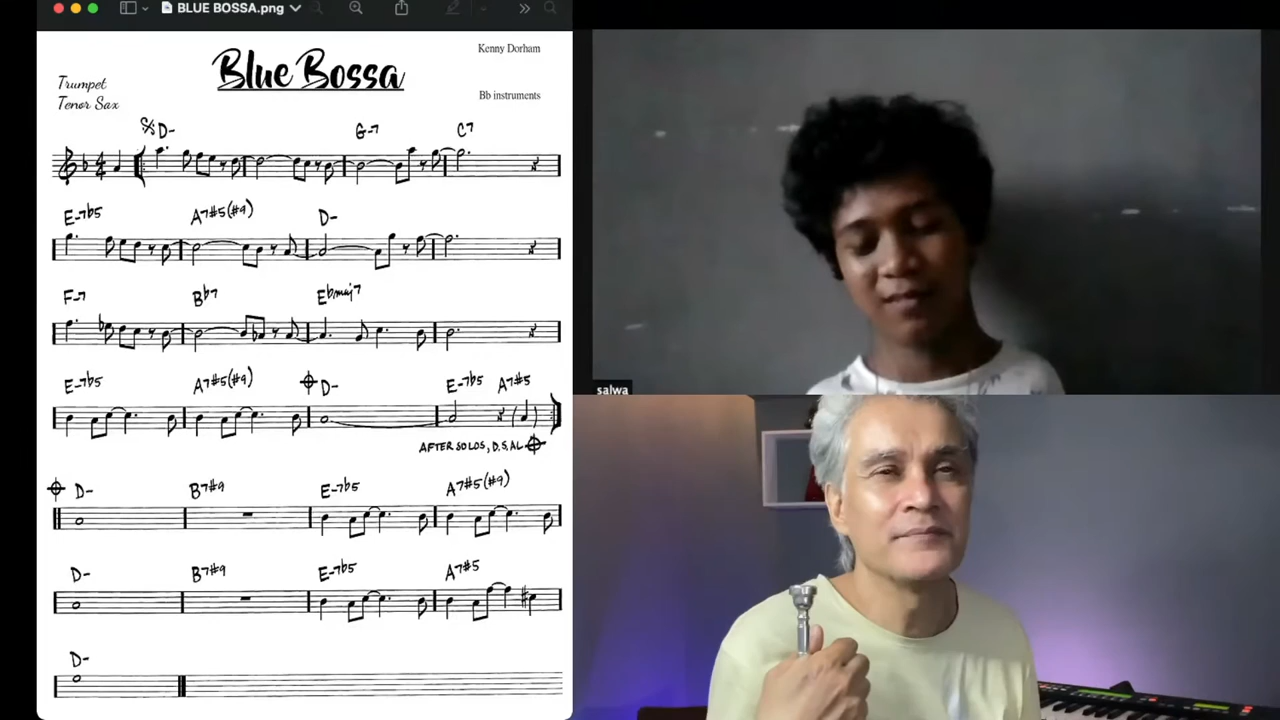 BLUE BOSSA.png
Kenny Dorham
Blue Bossa
Trumpet
Tenor Sax
Bb instruments
D- G-7 C7
4 4
E-7b5 A7#5(#9) D-
F-7 Bb7 Ebmaj7
E-7b5 A7#5(#9) D- E-7b5 A7#5
AFTER SOLOS, D.S. AL
D- B7#9 E-7b5 A7#5(#9)
D- B7#9 E-7b5 A7#5
D-
salwa